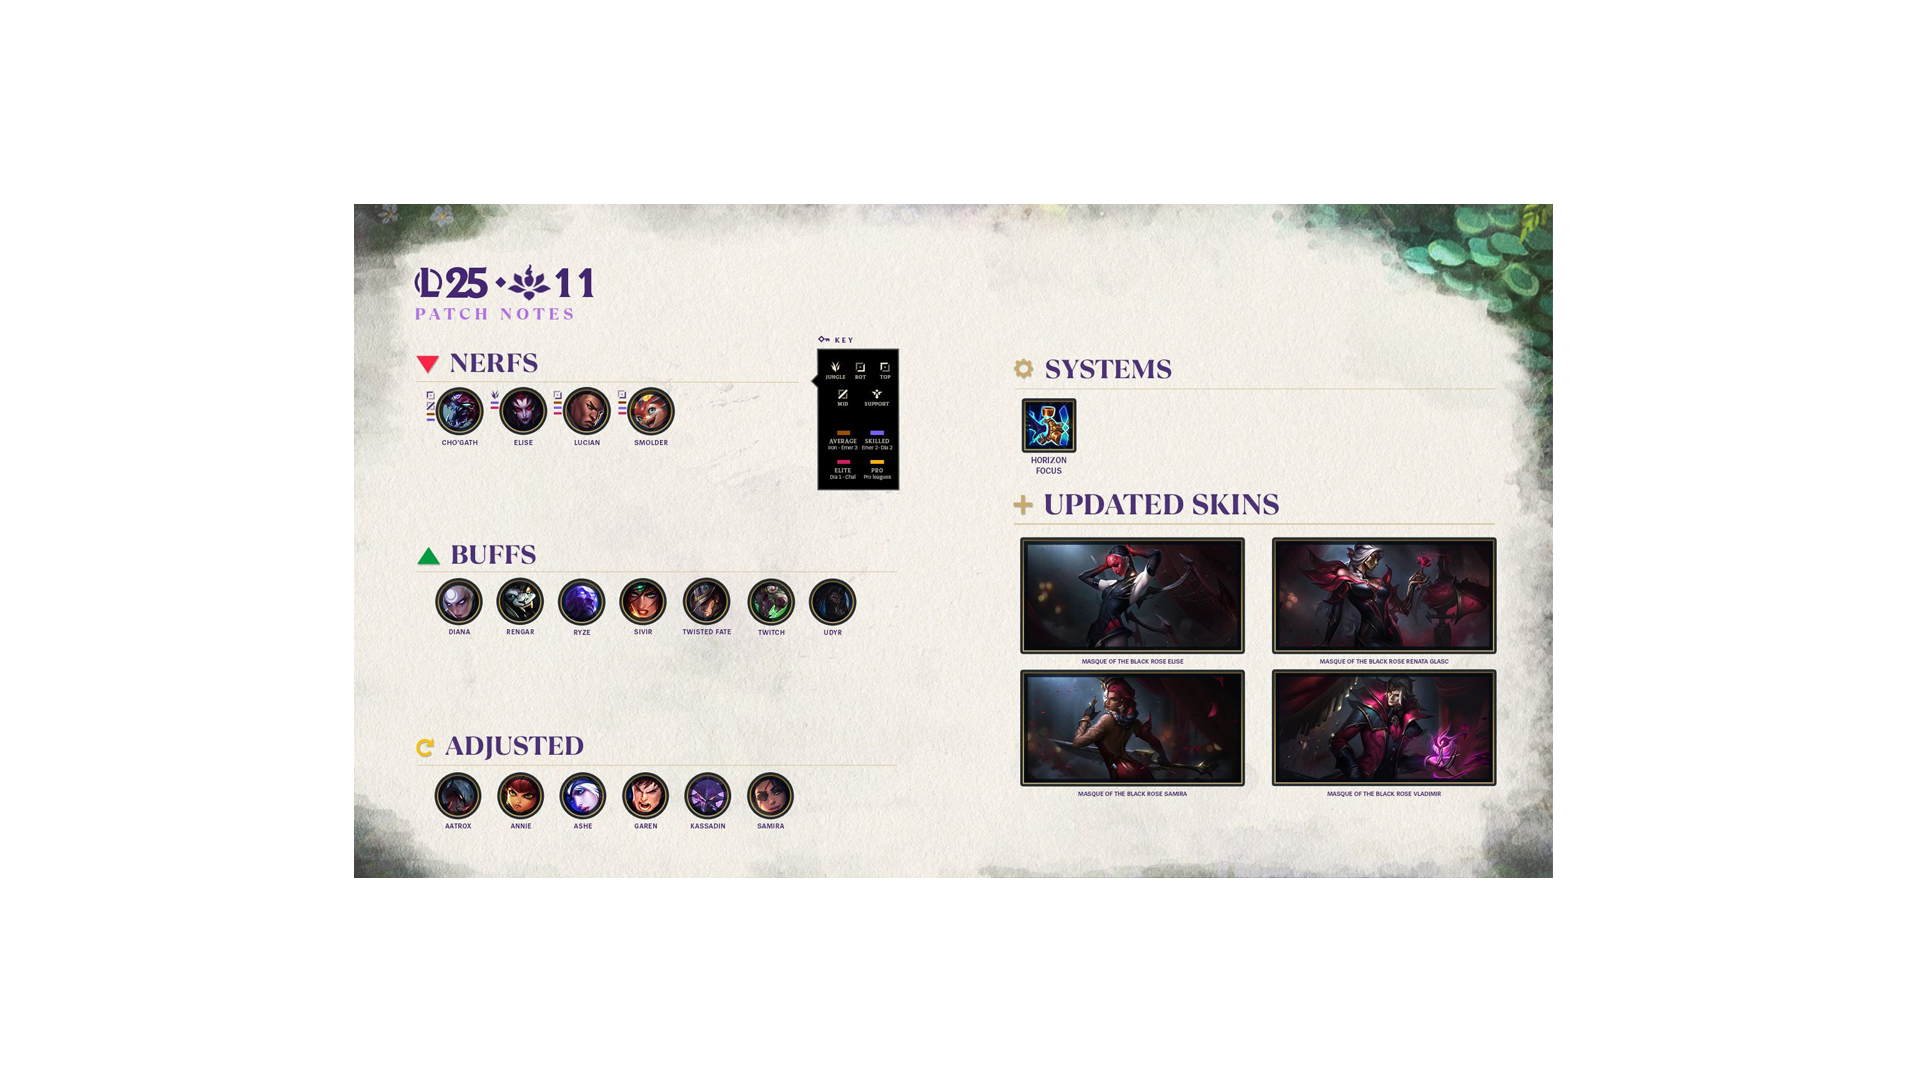 L25 11
PATCH NOTES
NERFS
CHO'GATH
ELISE
LUCIAN
SMOLDER
KEY
JUNGLE
BOT
TOP
MID
SUPPORT
AVERAGE
Iron - Emer 3
SKILLED
Emer 2- Dia 2
ELITE
Dia 1 - Chal
PRO
Pro leagues
BUFFS
DIANA
RENGAR
RYZE
SIVIR
TWISTED FATE
TWITCH
UDYR
ADJUSTED
AATROX
ANNIE
ASHE
GAREN
KASSADIN
SAMIRA
SYSTEMS
HORIZON
FOCUS
UPDATED SKINS
MASQUE OF THE BLACK ROSE ELISE
MASQUE OF THE BLACK ROSE RENATA GLASC
MASQUE OF THE BLACK ROSE SAMIRA
MASQUE OF THE BLACK ROSE VLADIMIR